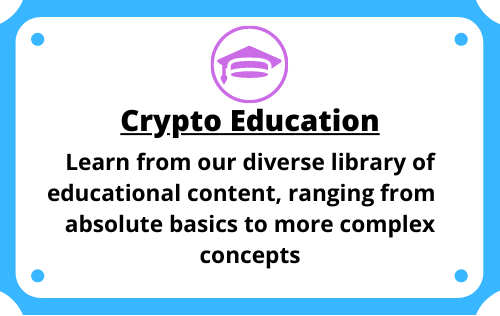 Crypto Education
Learn from our diverse library of
educational content, ranging from
absolute basics to more complex
concepts